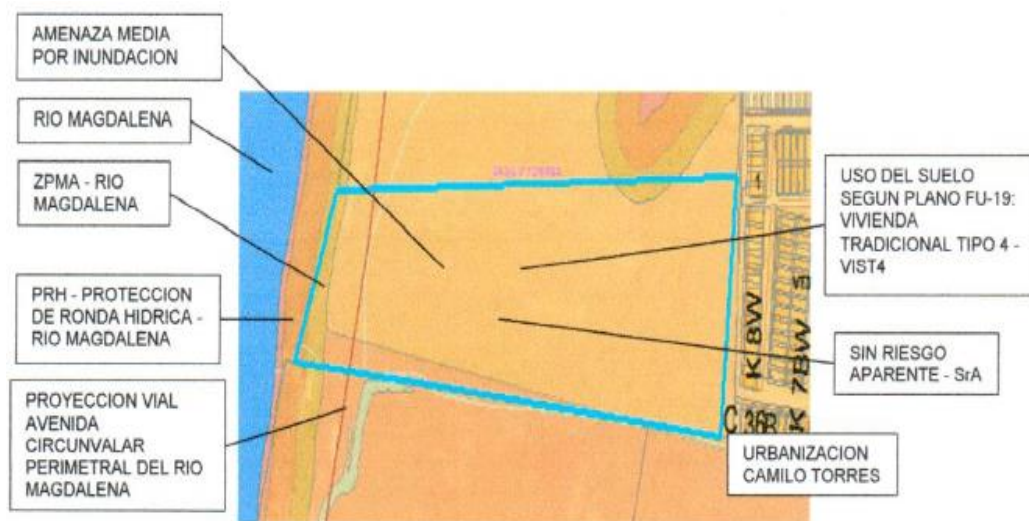 AMENAZA MEDIA
POR INUNDACION
RIO MAGDALENA
ZPMA - RIO
MAGDALENA
PRH - PROTECCION
DE RONDA HIDRICA -
RIO MAGDALENA
PROYECCION VIAL
AVENIDA
CIRCUNVALAR
PERIMETRAL DEL RIO
MAGDALENA
USO DEL SUELO
SEGUN PLANO FU-19:
VIVIENDA
TRADICIONAL TIPO 4 -
VIST4
SIN RIESGO
APARENTE - SrA
URBANIZACION
CAMILO TORRES
K 8W
K 7BW S
C 36B